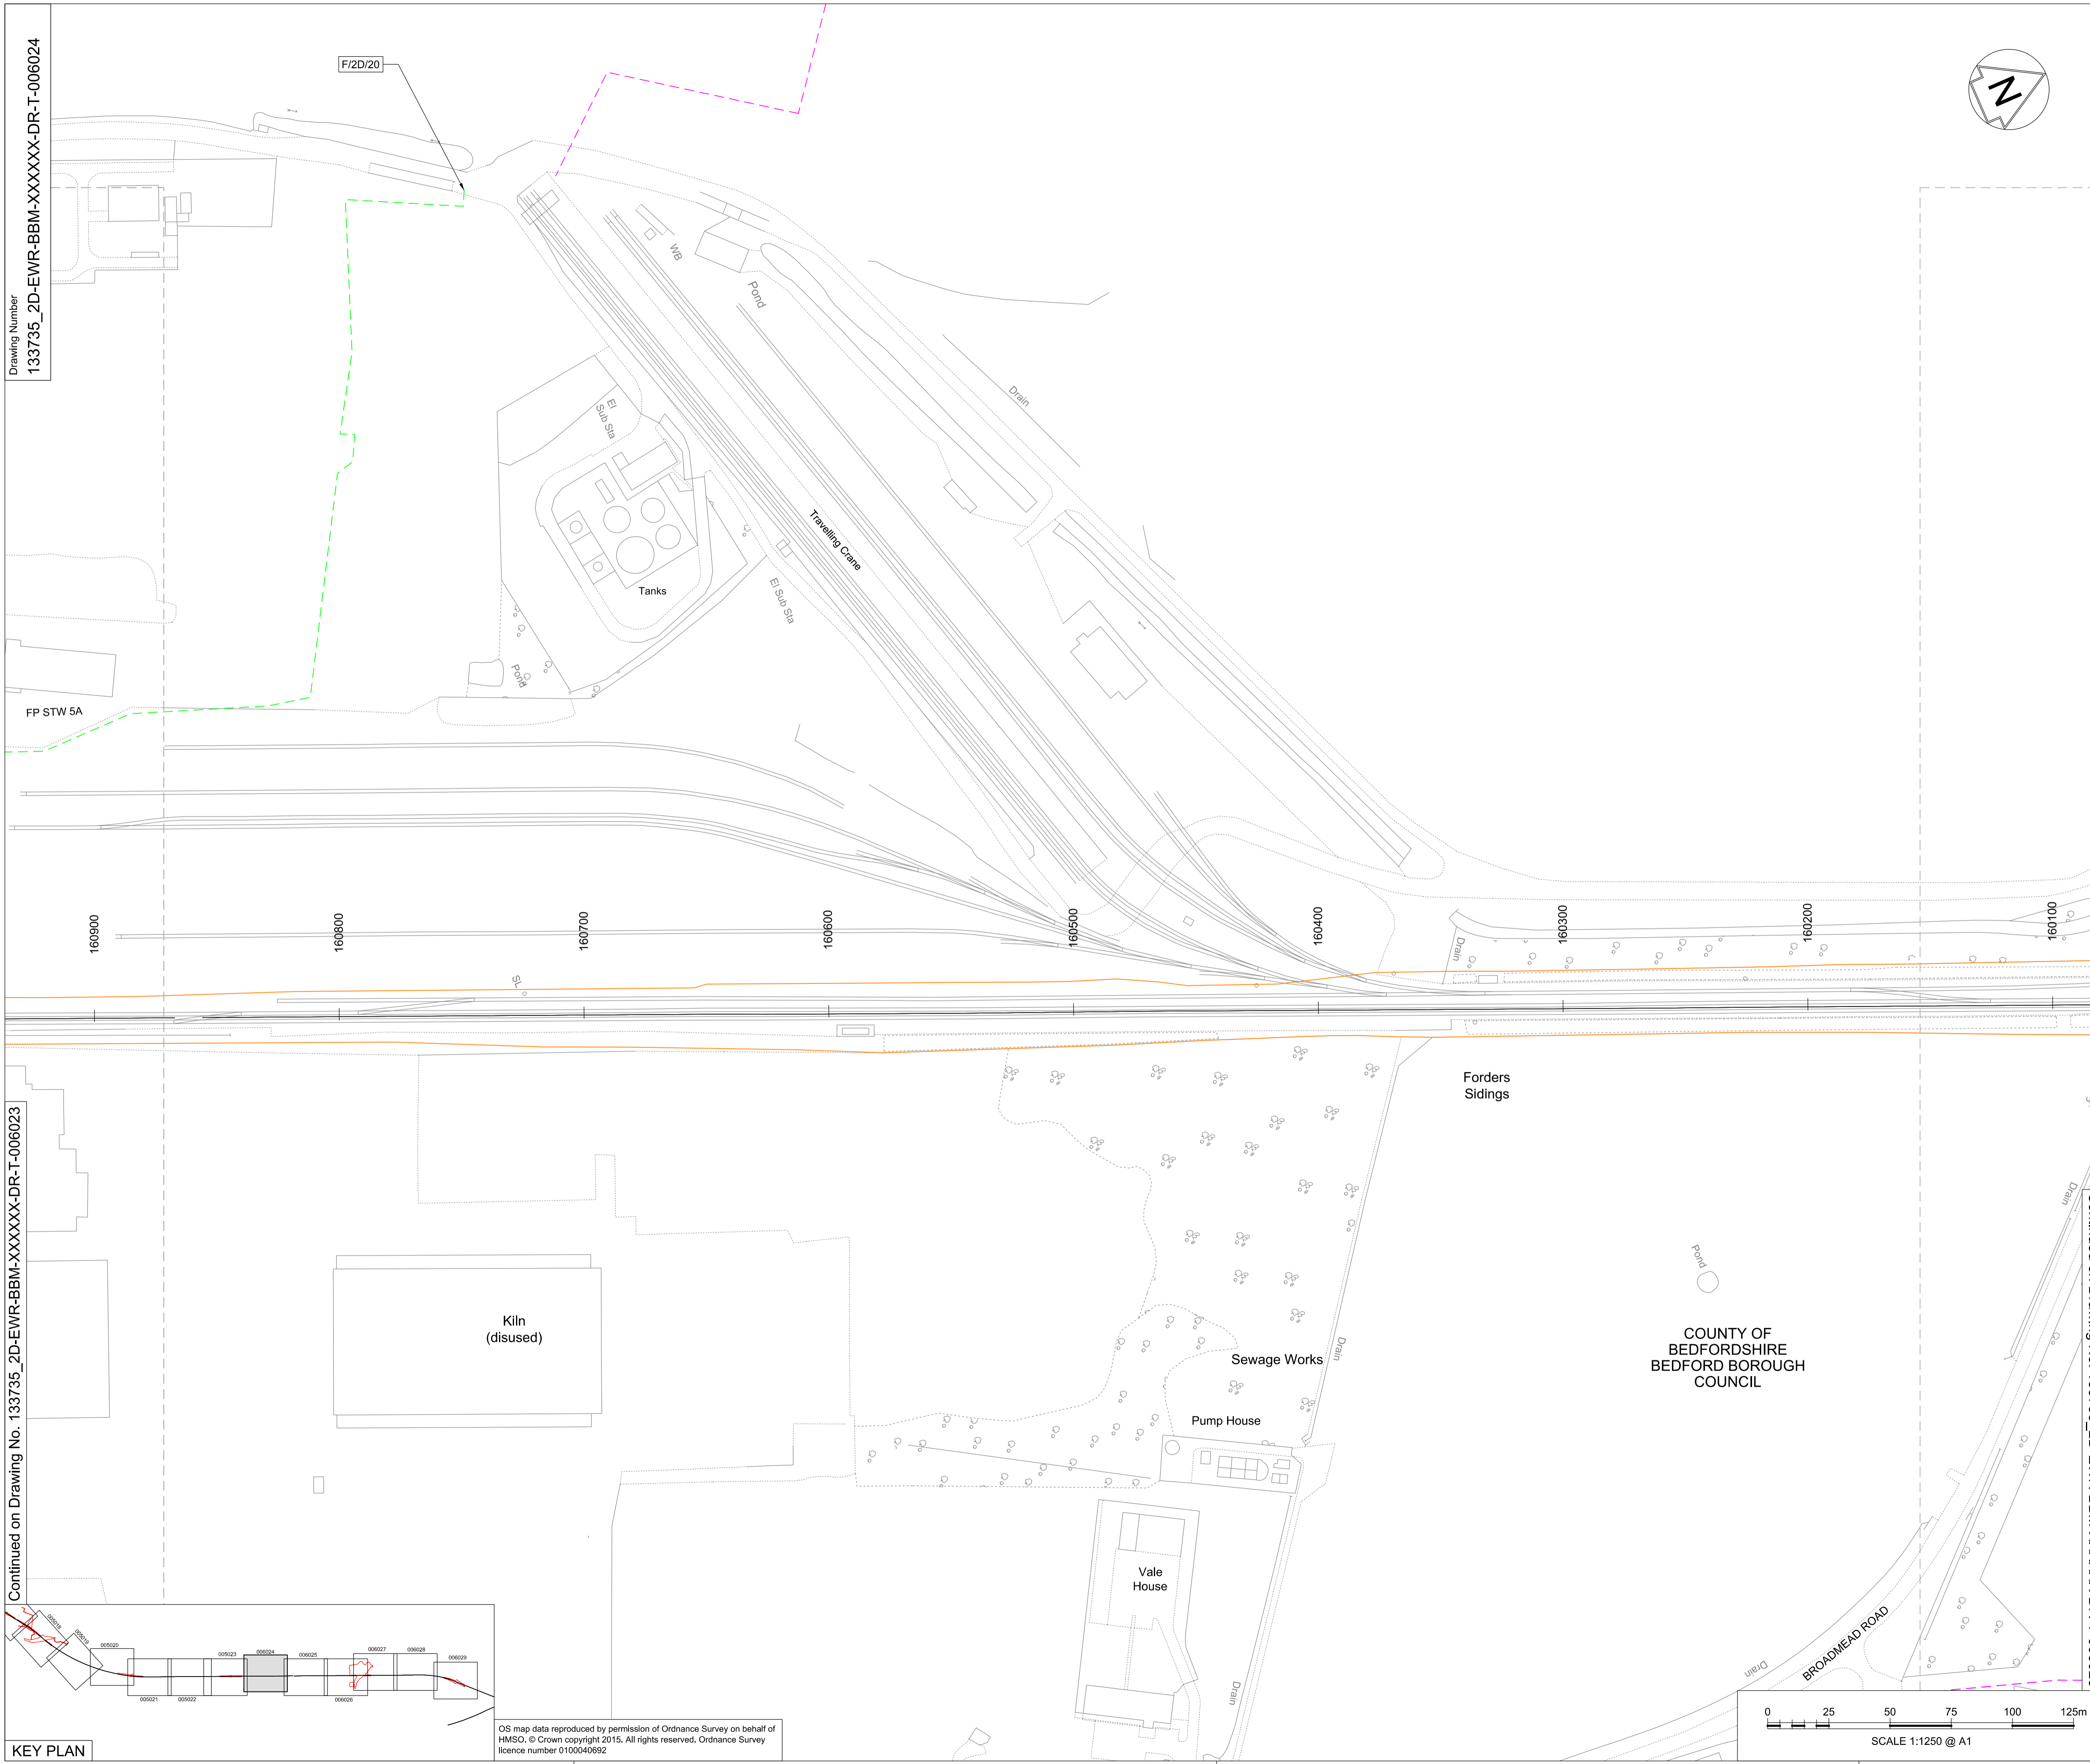 Drawing Number
133735_2D-EWR-BBM-XXXXXX-DR-T-006024
F/2D/20
N
WB
Pond
Drain
El
Sub Sta
Travelling Crane
Tanks
El Sub Sta
Pond
FP STW 5A
160900
160800
160700
160600
160500
160400
160300
160200
160100
Drain
SL
Forders
Sidings
Continued on Drawing No. 133735_2D-EWR-BBM-XXXXXX-DR-T-006023
Drain
Pond
Kiln
(disused)
COUNTY OF
BEDFORDSHIRE
BEDFORD BOROUGH
COUNCIL
Sewage Works
Drain
Pump House
Vale
House
Drain
BROADMEAD ROAD
Drain
005018
005019
005020
005021
005022
005023
006024
006025
006026
006027
006028
006029
KEY PLAN
OS map data reproduced by permission of Ordnance Survey on behalf of
HMSO. © Crown copyright 2015. All rights reserved. Ordnance Survey
licence number 0100040692
0 25 50 75 100 125m
SCALE 1:1250 @ A1